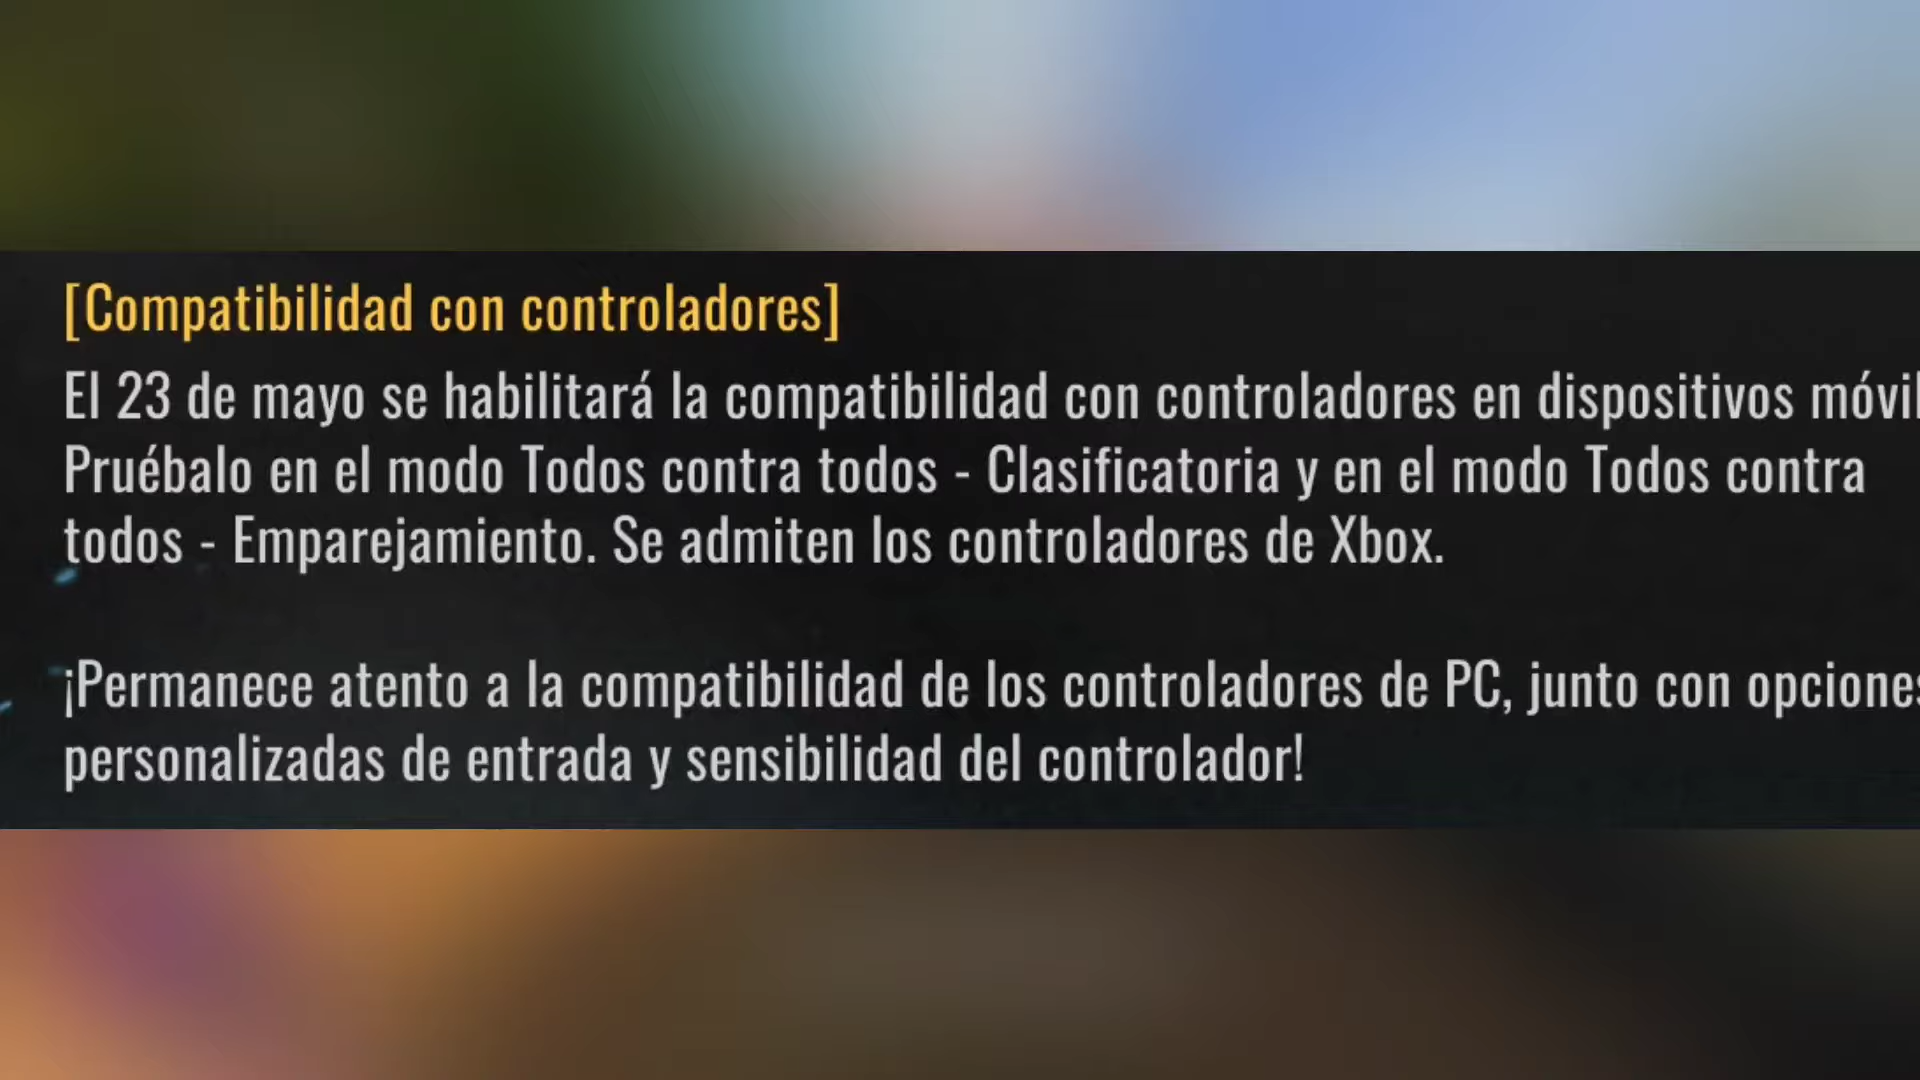 [Compatibilidad con controladores]
El 23 de mayo se habilitará la compatibilidad con controladores en dispositivos
Pruébalo en el modo Todos contra todos - Clasificatoria y en el modo Todos contra
todos - Emparejamiento. Se admiten los controladores de Xbox.
¡Permanece atento a la compatibilidad de los controladores de PC, junto con opciones
personalizadas de entrada y sensibilidad del controlador!